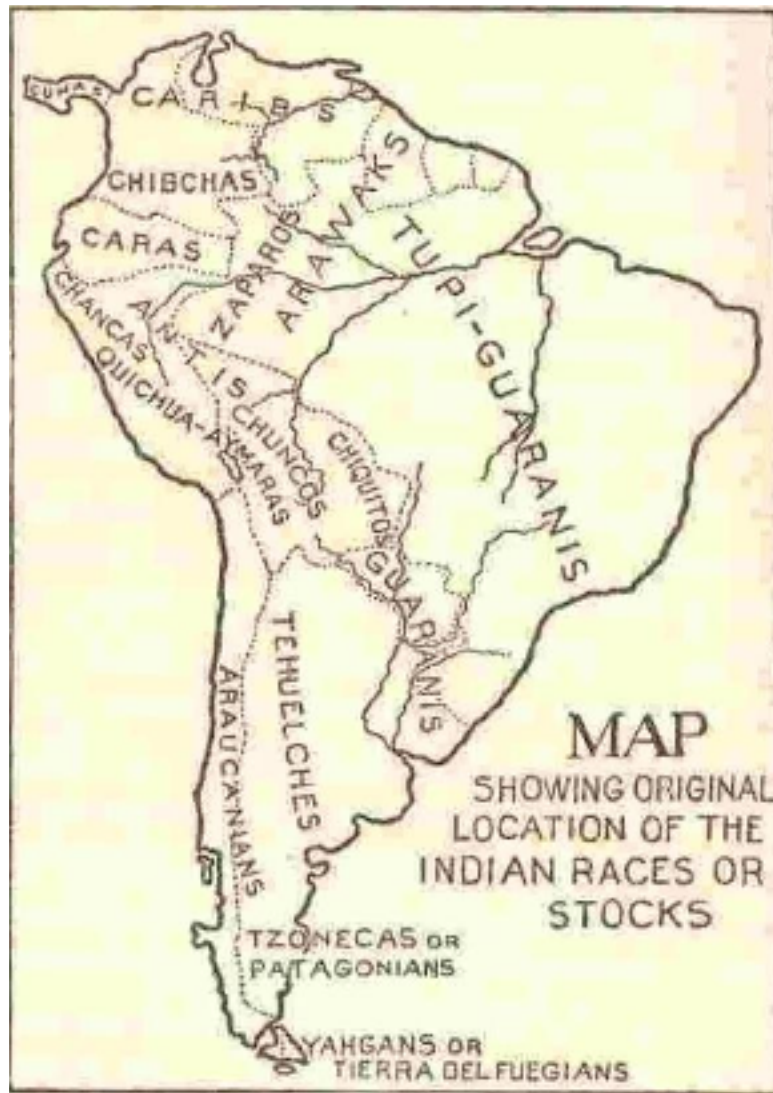 CUNAS
CARIBS
CHIBCHAS
CARAS
ZAPAROS
ARAWAKS
TUPI-GUARANIS
CHANCAS
ANTIS
QUICHUA-AYMARAS
CHUNCOS
CHIQUITOS
GUARANIS
TEHUELCHES
ARAUCANIANS
MAP
SHOWING ORIGINAL
LOCATION OF THE
INDIAN RACES OR
STOCKS
TZONECAS OR
PATAGONIANS
YAHGANS OR
TIERRA DEL FUEGIANS